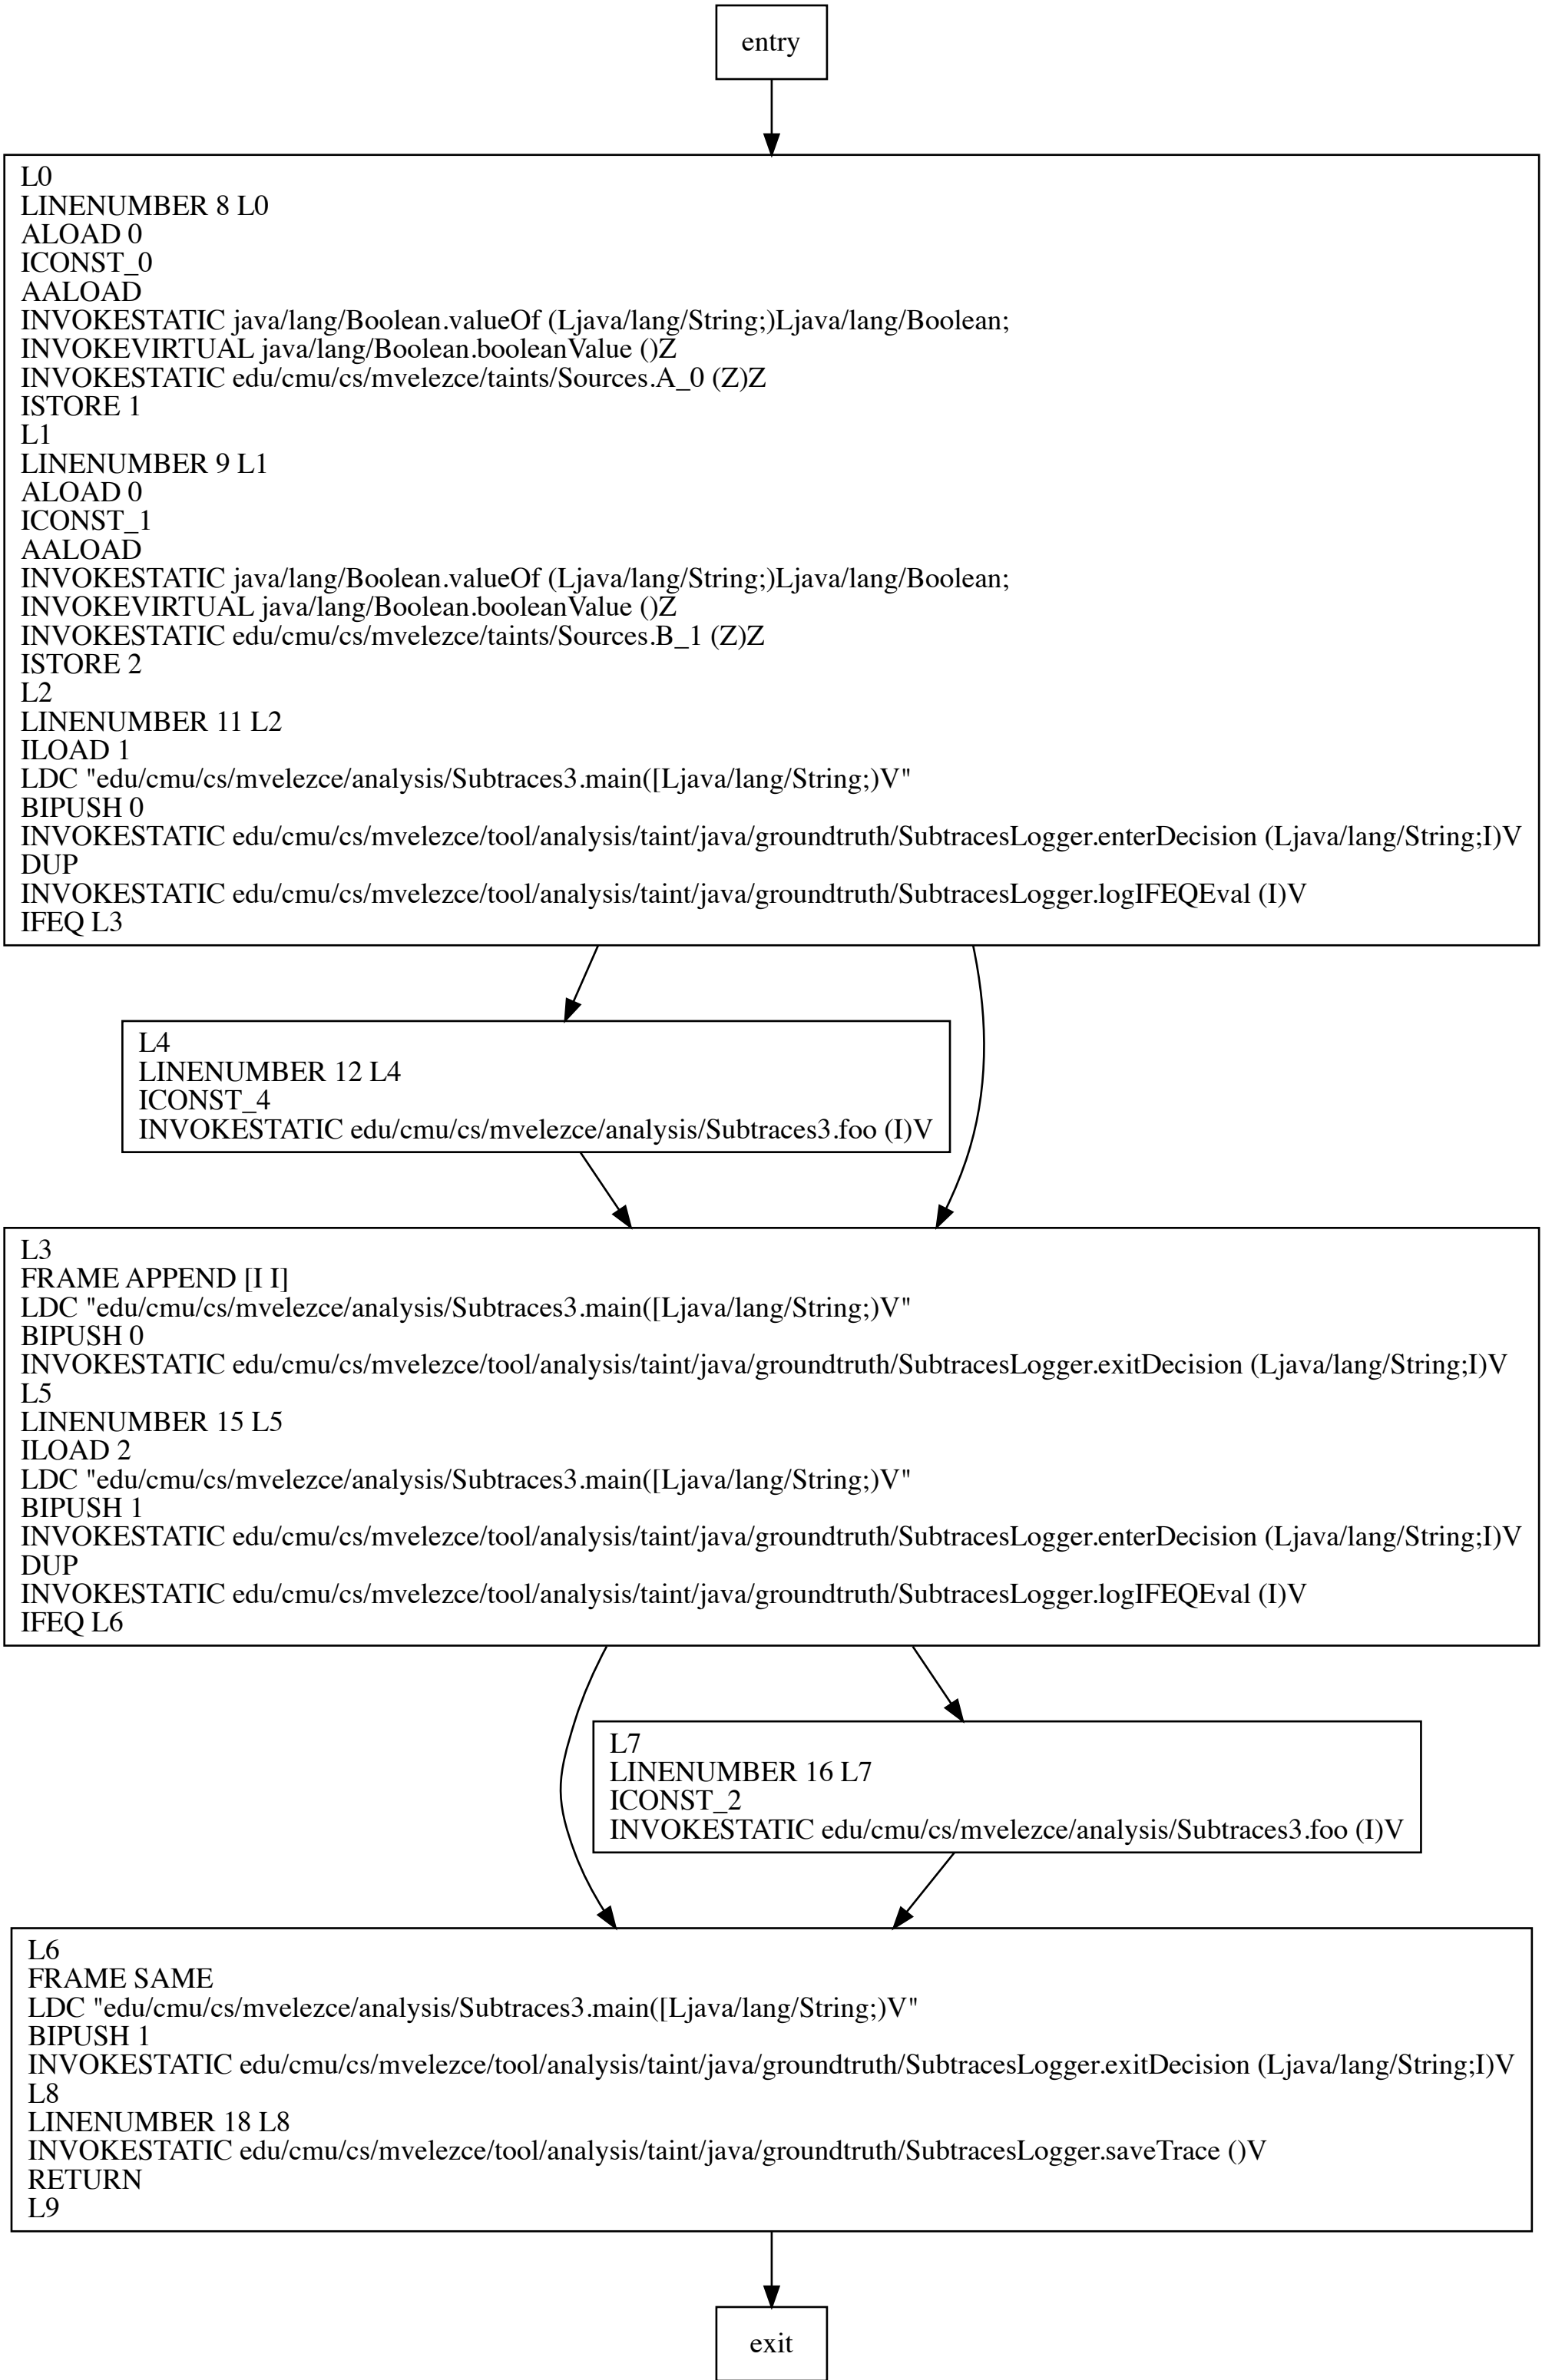 entry
L0
LINENUMBER 8 L0
ALOAD 0
ICONST_0
AALOAD
INVOKESTATIC java/lang/Boolean.valueOf (Ljava/lang/String;)Ljava/lang/Boolean;
INVOKEVIRTUAL java/lang/Boolean.booleanValue ()Z
INVOKESTATIC edu/cmu/cs/mvelezce/taints/Sources.A_0 (Z)Z
ISTORE 1
L1
LINENUMBER 9 L1
ALOAD 0
ICONST_1
AALOAD
INVOKESTATIC java/lang/Boolean.valueOf (Ljava/lang/String;)Ljava/lang/Boolean;
INVOKEVIRTUAL java/lang/Boolean.booleanValue ()Z
INVOKESTATIC edu/cmu/cs/mvelezce/taints/Sources.B_1 (Z)Z
ISTORE 2
L2
LINENUMBER 11 L2
ILOAD 1
LDC "edu/cmu/cs/mvelezce/analysis/Subtraces3.main([Ljava/lang/String;)V"
BIPUSH 0
INVOKESTATIC edu/cmu/cs/mvelezce/tool/analysis/taint/java/groundtruth/SubtracesLogger.enterDecision (Ljava/lang/String;I)V
DUP
INVOKESTATIC edu/cmu/cs/mvelezce/tool/analysis/taint/java/groundtruth/SubtracesLogger.logIFEQEval (I)V
IFEQ L3
L4
LINENUMBER 12 L4
ICONST_4
INVOKESTATIC edu/cmu/cs/mvelezce/analysis/Subtraces3.foo (I)V
L3
FRAME APPEND [I I]
LDC "edu/cmu/cs/mvelezce/analysis/Subtraces3.main([Ljava/lang/String;)V"
BIPUSH 0
INVOKESTATIC edu/cmu/cs/mvelezce/tool/analysis/taint/java/groundtruth/SubtracesLogger.exitDecision (Ljava/lang/String;I)V
L5
LINENUMBER 15 L5
ILOAD 2
LDC "edu/cmu/cs/mvelezce/analysis/Subtraces3.main([Ljava/lang/String;)V"
BIPUSH 1
INVOKESTATIC edu/cmu/cs/mvelezce/tool/analysis/taint/java/groundtruth/SubtracesLogger.enterDecision (Ljava/lang/String;I)V
DUP
INVOKESTATIC edu/cmu/cs/mvelezce/tool/analysis/taint/java/groundtruth/SubtracesLogger.logIFEQEval (I)V
IFEQ L6
L7
LINENUMBER 16 L7
ICONST_2
INVOKESTATIC edu/cmu/cs/mvelezce/analysis/Subtraces3.foo (I)V
L6
FRAME SAME
LDC "edu/cmu/cs/mvelezce/analysis/Subtraces3.main([Ljava/lang/String;)V"
BIPUSH 1
INVOKESTATIC edu/cmu/cs/mvelezce/tool/analysis/taint/java/groundtruth/SubtracesLogger.exitDecision (Ljava/lang/String;I)V
L8
LINENUMBER 18 L8
INVOKESTATIC edu/cmu/cs/mvelezce/tool/analysis/taint/java/groundtruth/SubtracesLogger.saveTrace ()V
RETURN
L9
exit